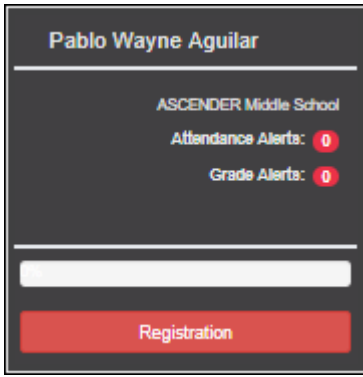 Pablo Wayne Aguilar
ASCENDER Middle School
Attendance Alerts: 0
Grade Alerts: 0
Registration